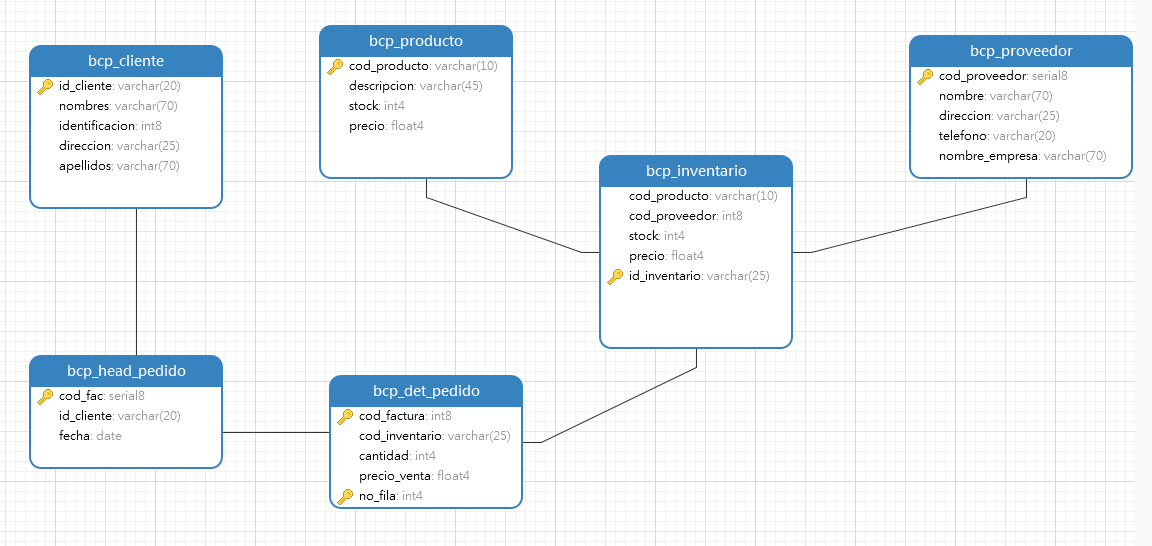 bcp_cliente
id_cliente: varchar(20)
nombres: varchar(70)
identificacion: int8
direccion: varchar(25)
apellidos: varchar(70)
bcp_producto
cod_producto: varchar(10)
descripcion: varchar(45)
stock: int4
precio: float4
bcp_proveedor
cod_proveedor: serial8
nombre: varchar(70)
direccion: varchar(25)
telefono: varchar(20)
nombre_empresa: varchar(70)
bcp_inventario
cod_producto: varchar(10)
cod_proveedor: int8
stock: int4
precio: float4
id_inventario: varchar(25)
bcp_head_pedido
cod_fac: serial8
id_cliente: varchar(20)
fecha: date
bcp_det_pedido
cod_factura: int8
cod_inventario: varchar(25)
cantidad: int4
precio_venta: float4
no_fila: int4